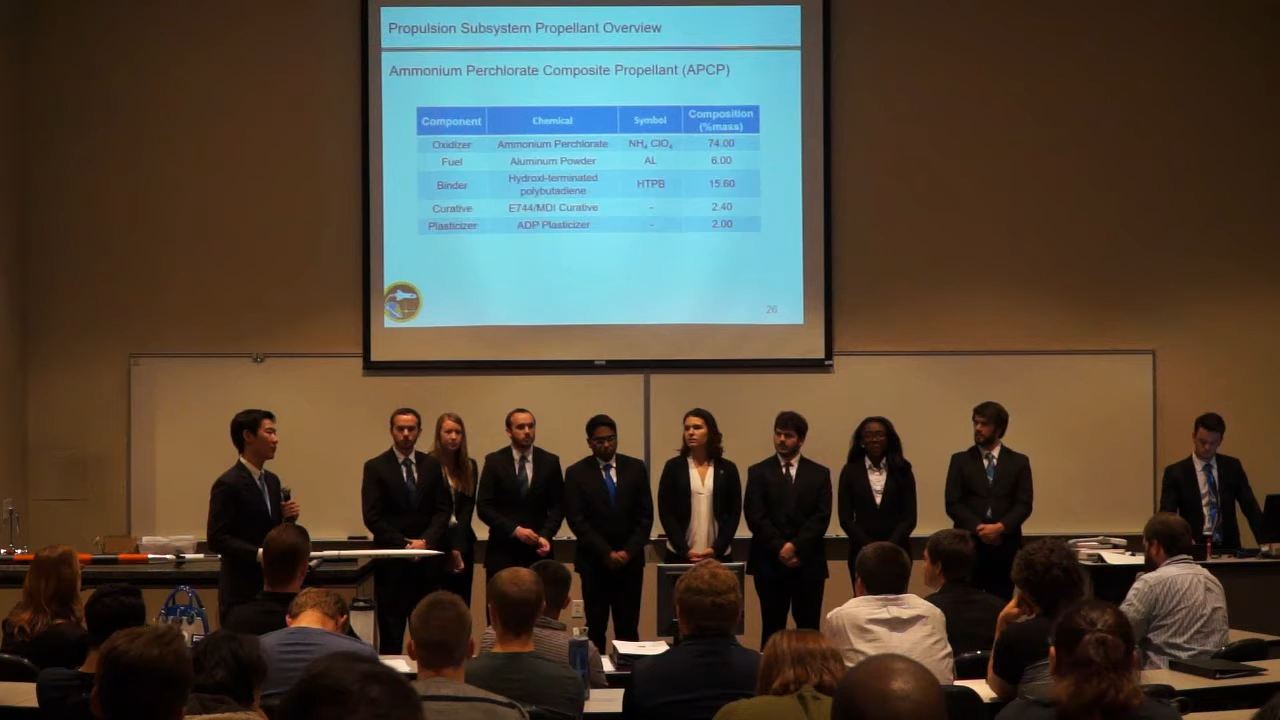 Propulsion Subsystem Propellant Overview
Ammonium Perchlorate Composite Propellant (APCP)
Component Chemical Symbol Composition (%mass)
Oxidizer Ammonium Perchlorate NH₄ ClO₄ 74.00
Fuel Aluminum Powder AL 6.00
Binder Hydroxl-terminated polybutadiene HTPB 15.60
Curative E744/MDI Curative - 2.40
Plasticizer ADP Plasticizer - 2.00
26